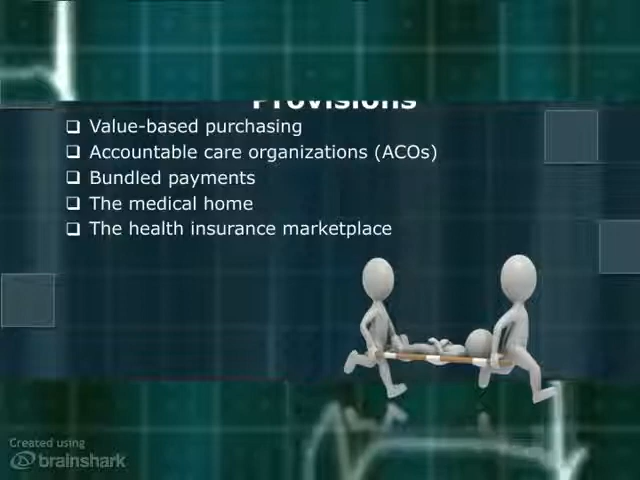 Provisions
❑ Value-based purchasing
❑ Accountable care organizations (ACOs)
❑ Bundled payments
❑ The medical home
❑ The health insurance marketplace
Created using
brainshark